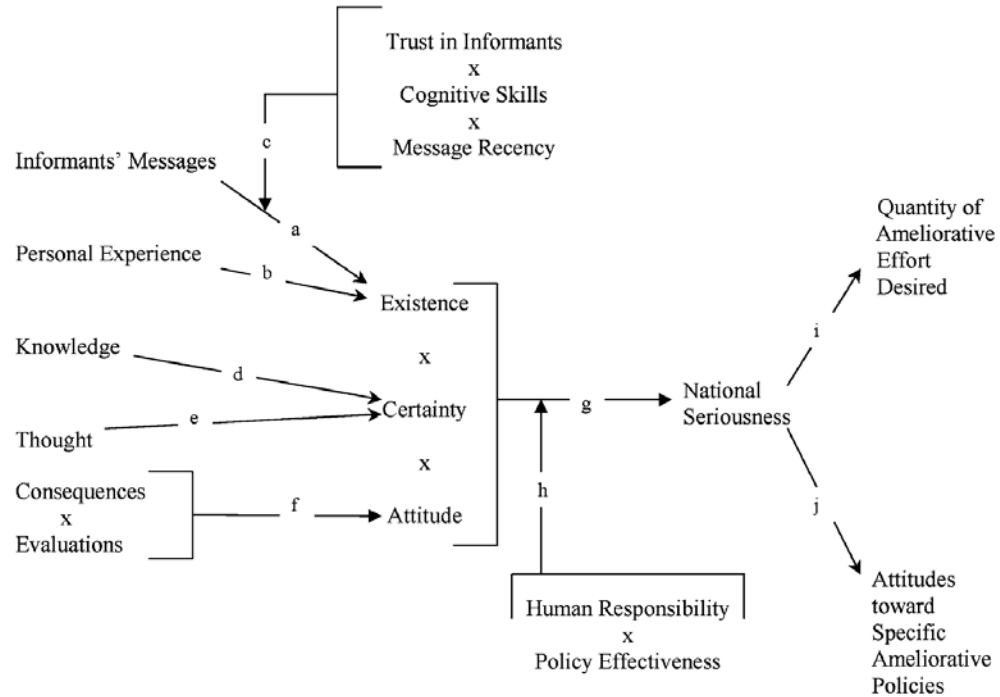 Trust in Informants
x
Cognitive Skills
x
Message Recency
c
Informants' Messages
a
Personal Experience
b
Existence
x
Knowledge
d
Certainty
e
Thought
x
Consequences
x
Evaluations
f
Attitude
g
h
Human Responsibility
x
Policy Effectiveness
National
Seriousness
i
Quantity of
Ameliorative
Effort
Desired
j
Attitudes
toward
Specific
Ameliorative
Policies